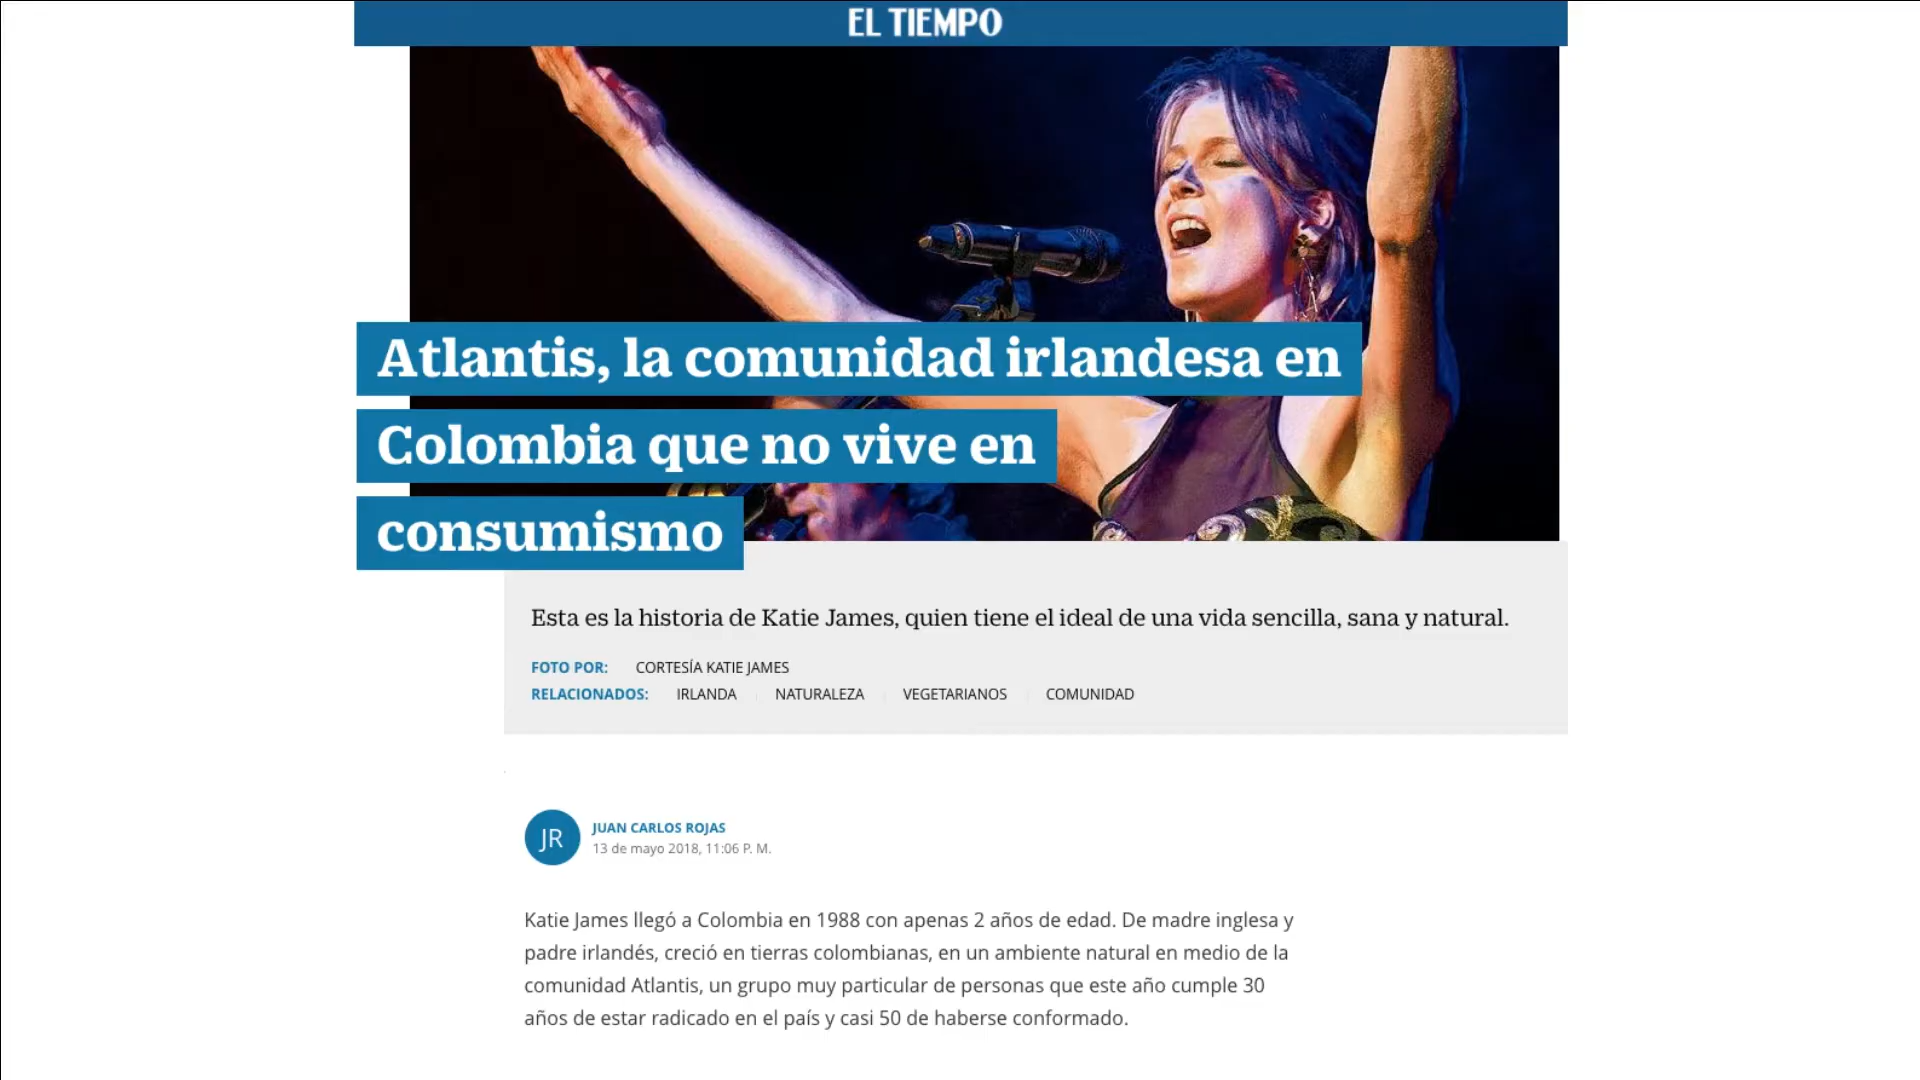 EL TIEMPO
Atlantis, la comunidad irlandesa en
Colombia que no vive en
consumismo
Esta es la historia de Katie James, quien tiene el ideal de una vida sencilla, sana y natural.
FOTO POR: CORTESÍA KATIE JAMES
RELACIONADOS: IRLANDA NATURALEZA VEGETARIANOS COMUNIDAD
JR
JUAN CARLOS ROJAS
13 de mayo 2018, 11:06 P. M.
Katie James llegó a Colombia en 1988 con apenas 2 años de edad. De madre inglesa y
padre irlandés, creció en tierras colombianas, en un ambiente natural en medio de la
comunidad Atlantis, un grupo muy particular de personas que este año cumple 30
años de estar radicado en el país y casi 50 de haberse conformado.